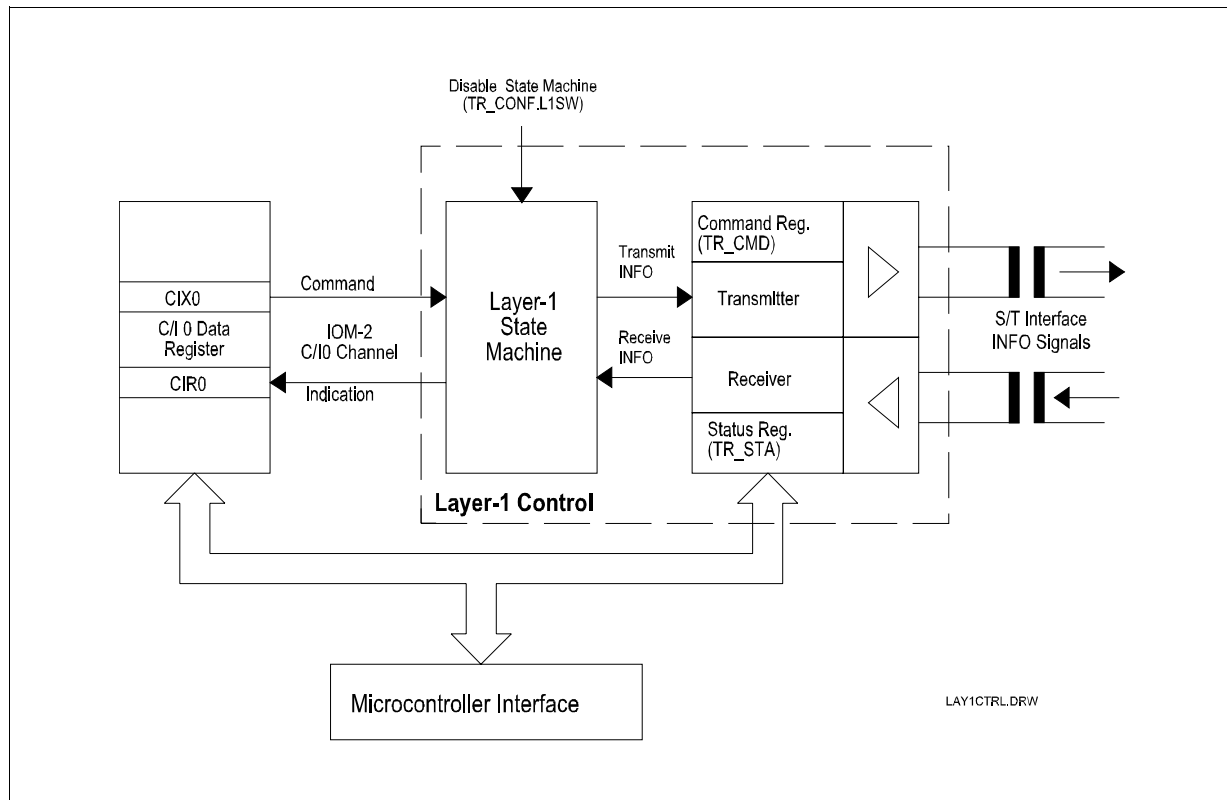 Disable State Machine
(TR_CONF.L1SW)
Command Reg.
(TR_CMD)
Transmit
INFO
Command
CIX0
Layer-1
State
Machine
Transmitter
C/I 0 Data
Register
IOM-2
C/I0 Channel
S/T Interface
INFO Signals
Receive
INFO
Receiver
CIR0
Indication
Status Reg.
(TR_STA)
Layer-1 Control
Microcontroller Interface
LAY1CTRL.DRW